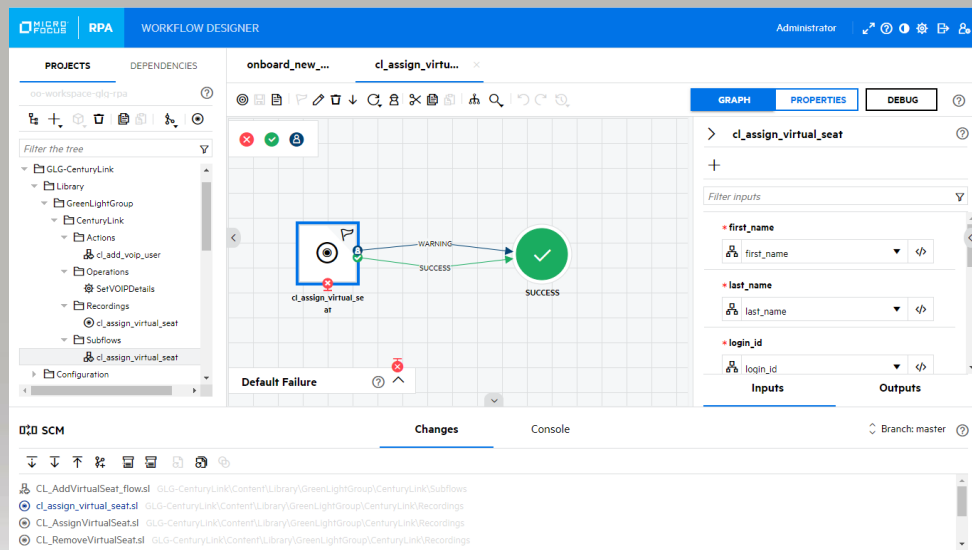 MICRO FOCUS RPA WORKFLOW DESIGNER Administrator
PROJECTS DEPENDENCIES
onboard_new_... cl_assign_virtu...
oo-workspace-glg-rpa
GRAPH PROPERTIES DEBUG
Filter the tree
GLG-CenturyLink
Library
GreenLightGroup
CenturyLink
Actions
cl_add_voip_user
Operations
SetVOIPDetails
Recordings
cl_assign_virtual_seat
Subflows
cl_assign_virtual_seat
Configuration
WARNING
SUCCESS
cl_assign_virtual_se
at
SUCCESS
Default Failure
cl_assign_virtual_seat
Filter inputs
* first_name
first_name
* last_name
last_name
* login_id
login_id
Inputs Outputs
SCM Changes Console Branch: master
CL_AddVirtualSeat_flow.sl GLG-CenturyLink\Content\Library\GreenLightGroup\CenturyLink\Subflows
cl_assign_virtual_seat.sl GLG-CenturyLink\Content\Library\GreenLightGroup\CenturyLink\Recordings
CL_AssignVirtualSeat.sl GLG-CenturyLink\Content\Library\GreenLightGroup\CenturyLink\Recordings
CL_RemoveVirtualSeat.sl GLG-CenturyLink\Content\Library\GreenLightGroup\CenturyLink\Recordings